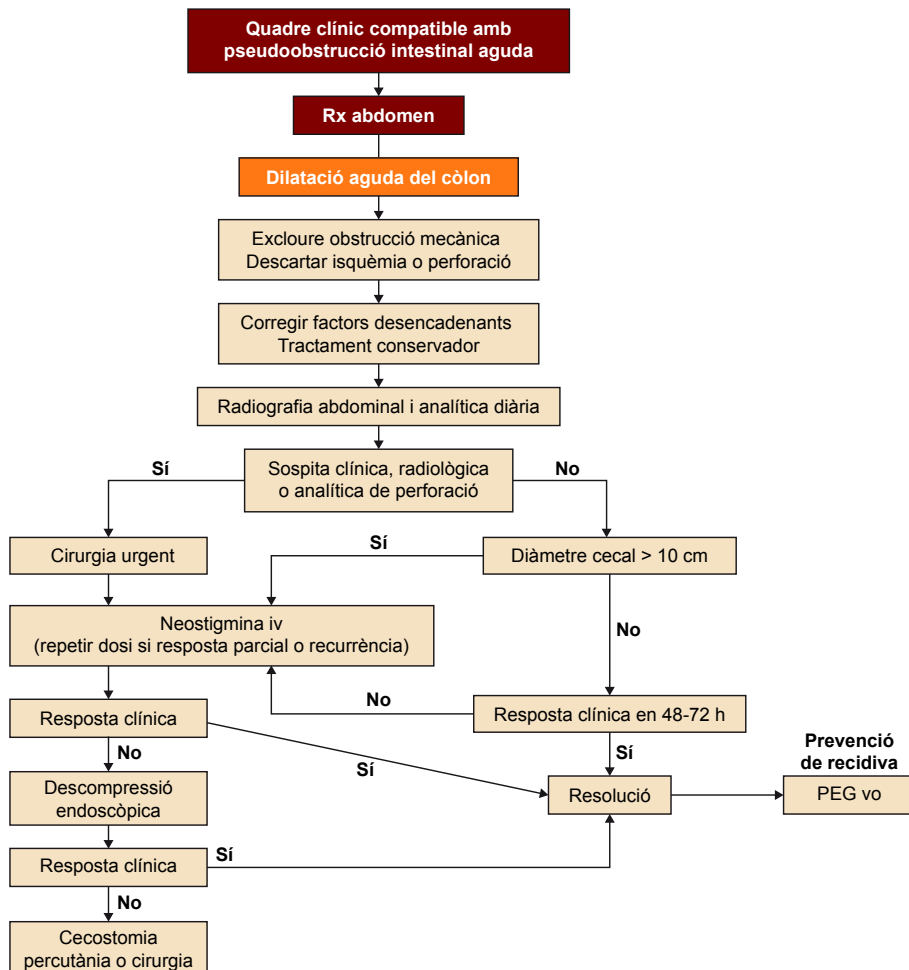 Quadre clínic compatible amb
pseudoobstrucció intestinal aguda
Rx abdomen
Dilatació aguda del còlon
Excloure obstrucció mecànica
Descartar isquèmia o perforació
Corregir factors desencadenants
Tractament conservador
Radiografia abdominal i analítica diària
Sí
Sospita clínica, radiològica
o analítica de perforació
No
Cirurgia urgent
Sí
Diàmetre cecal > 10 cm
Neostigmina iv
(repetir dosi si resposta parcial o recurrència)
No
Resposta clínica
No
Resposta clínica en 48-72 h
No
Sí
Sí
Prevenció
de recidiva
Descompressió
endoscòpica
Resolució
PEG vo
Resposta clínica
Sí
No
Cecostomia
percutània o cirurgia